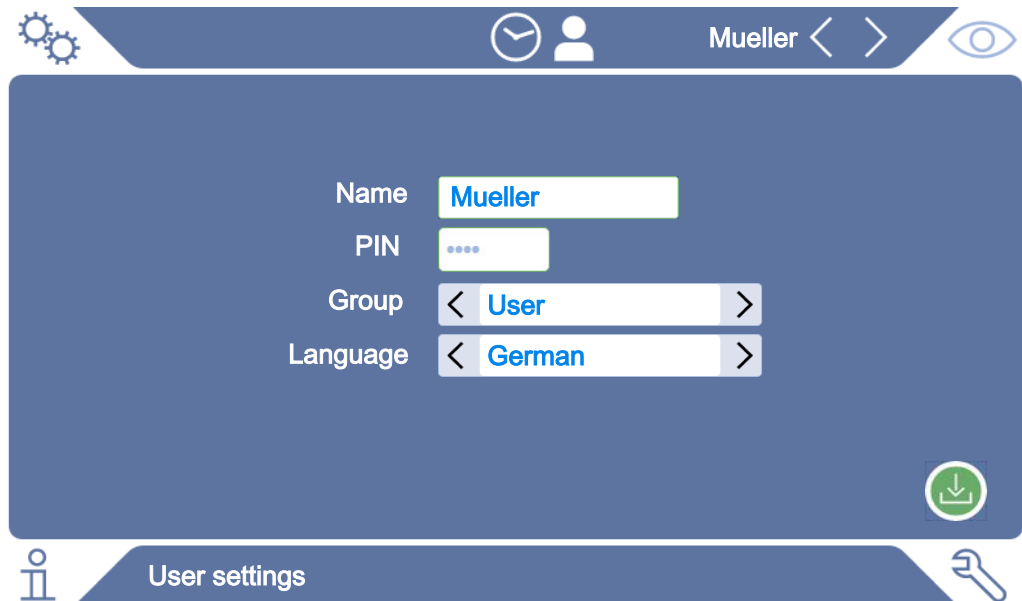 Mueller
Name Mueller
PIN ••••
Group User
Language German
User settings